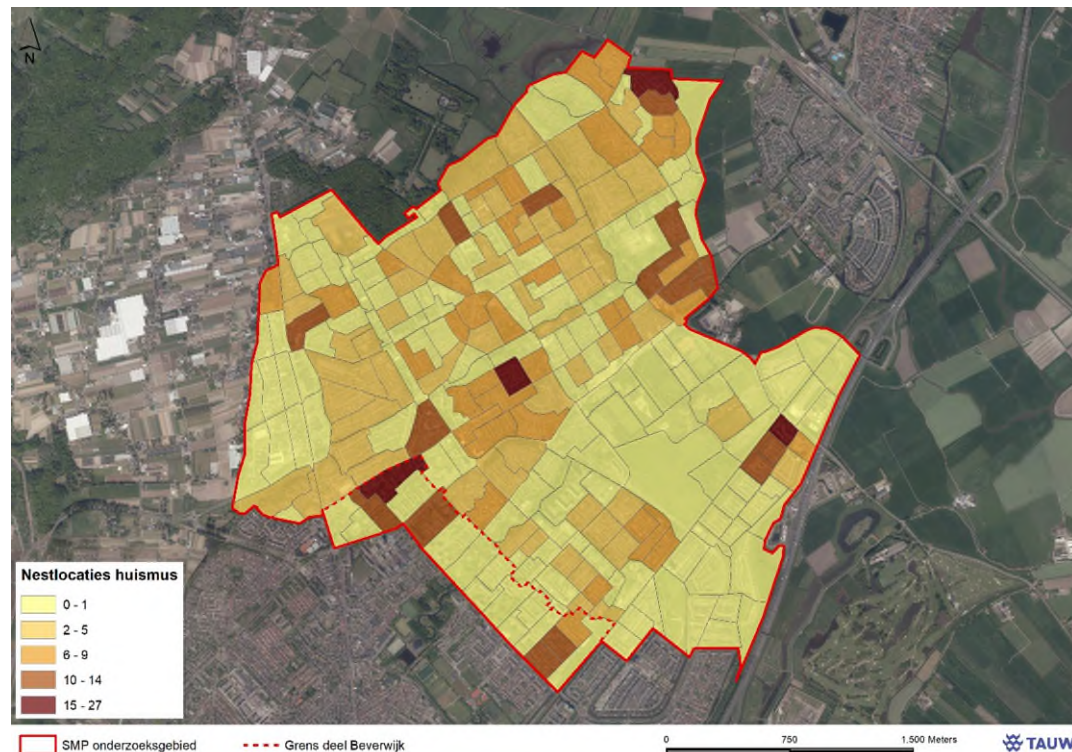 N
Nestlocaties huismus
0 - 1
2 - 5
6 - 9
10 - 14
15 - 27
SMP onderzoeksgebied
Grens deel Beverwijk
0 750 1,500 Meters
TAUW